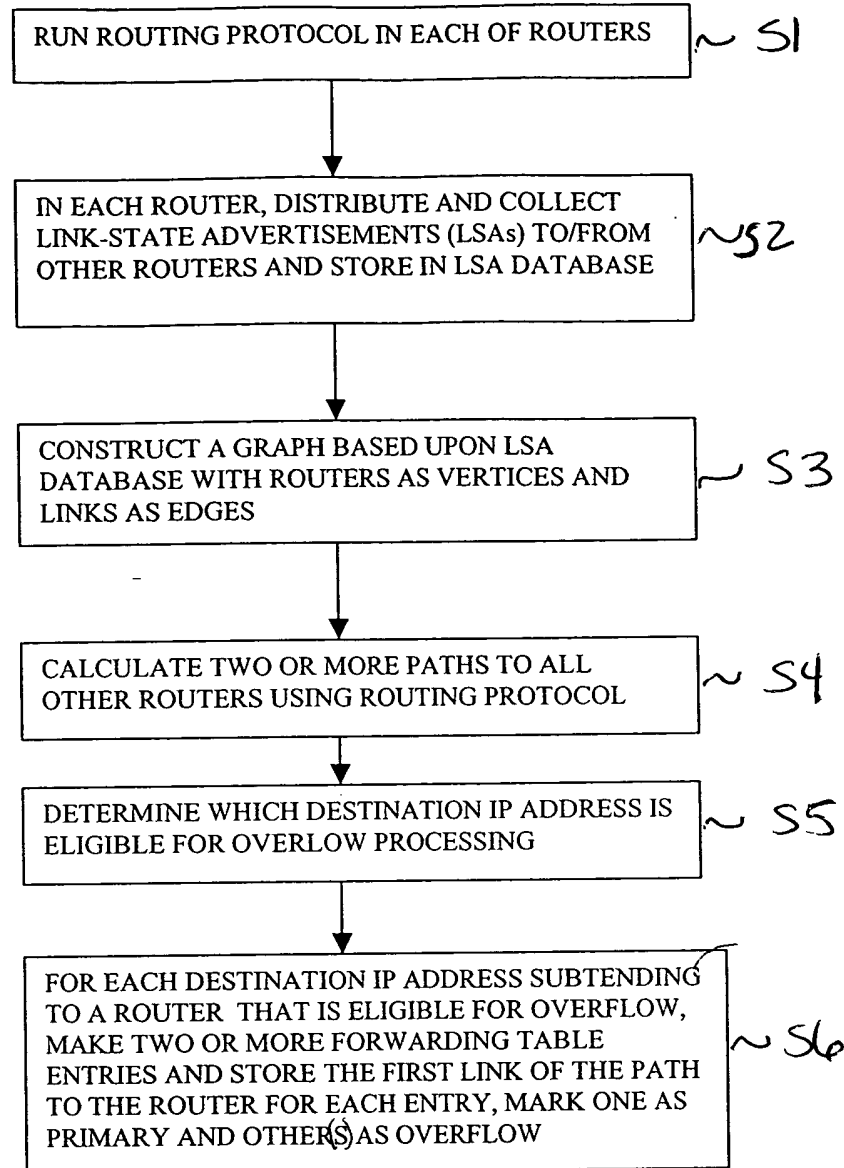 RUN ROUTING PROTOCOL IN EACH OF ROUTERS ~ S1
IN EACH ROUTER, DISTRIBUTE AND COLLECT
LINK-STATE ADVERTISEMENTS (LSAs) TO/FROM ~ S2
OTHER ROUTERS AND STORE IN LSA DATABASE
CONSTRUCT A GRAPH BASED UPON LSA
DATABASE WITH ROUTERS AS VERTICES AND ~ S3
LINKS AS EDGES
CALCULATE TWO OR MORE PATHS TO ALL ~ S4
OTHER ROUTERS USING ROUTING PROTOCOL
DETERMINE WHICH DESTINATION IP ADDRESS IS ~ S5
ELIGIBLE FOR OVERLOW PROCESSING
FOR EACH DESTINATION IP ADDRESS SUBTENDING
TO A ROUTER THAT IS ELIGIBLE FOR OVERFLOW,
MAKE TWO OR MORE FORWARDING TABLE ~ S6
ENTRIES AND STORE THE FIRST LINK OF THE PATH
TO THE ROUTER FOR EACH ENTRY, MARK ONE AS
PRIMARY AND OTHER(S) AS OVERFLOW